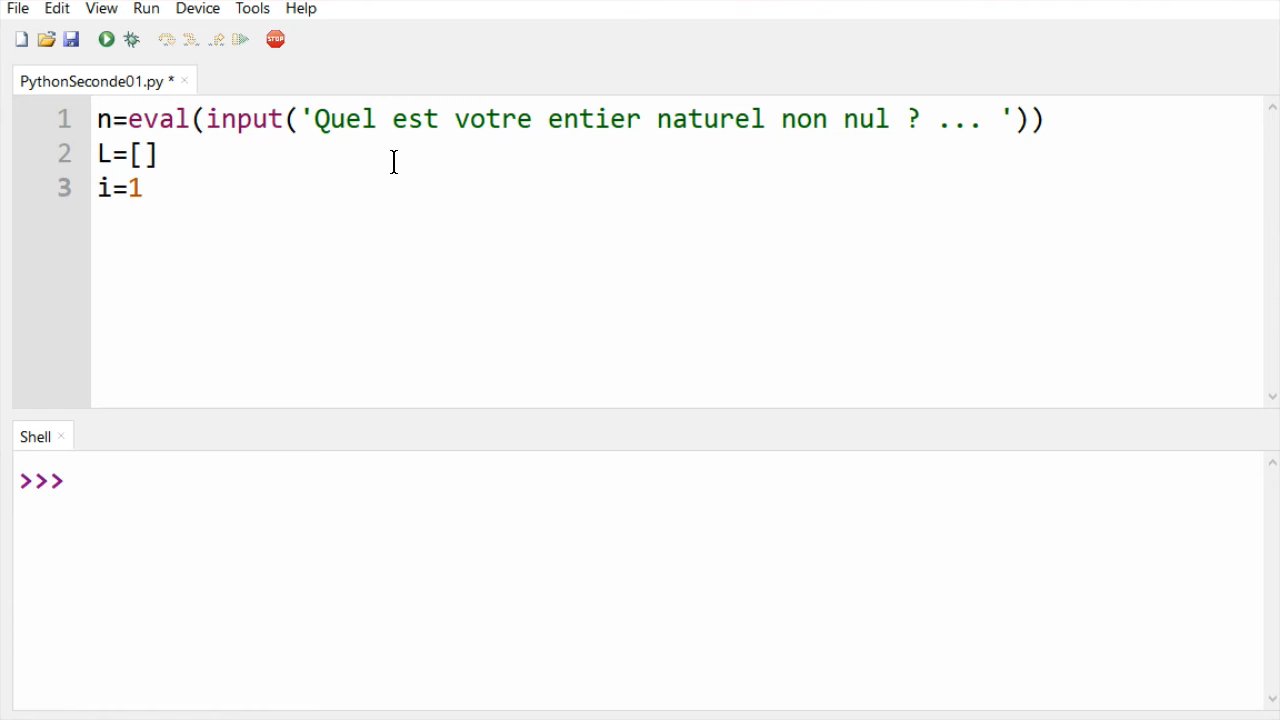 File Edit View Run Device Tools Help
STOP
PythonSeconde01.py * ×
1 n=eval(input('Quel est votre entier naturel non nul ? ... '))
2 L=[]
3 i=1
Shell ×
>>>